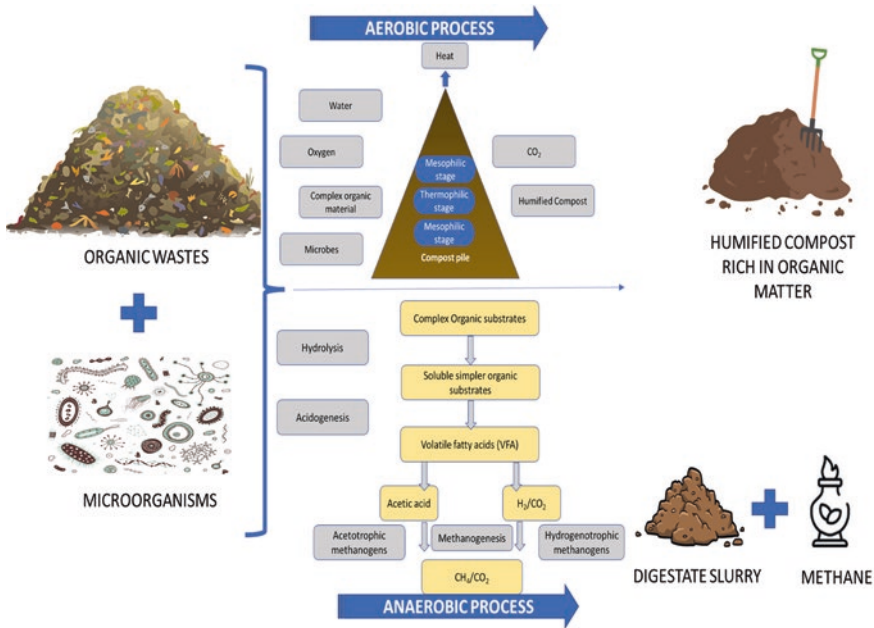 AEROBIC PROCESS
Heat
Water
Oxygen
Complex organic
material
Microbes
Mesophilic
stage
Thermophilic
stage
Mesophilic
stage
Compost pile
CO₂
Humified Compost
ORGANIC WASTES
HUMIFIED COMPOST
RICH IN ORGANIC
MATTER
MICROORGANISMS
Hydrolysis
Acidogenesis
Complex Organic substrates
Soluble simpler organic
substrates
Volatile fatty acids (VFA)
Acetic acid
H₂/CO₂
Acetotrophic
methanogens
Methanogenesis
Hydrogenotrophic
methanogens
CH₄/CO₂
ANAEROBIC PROCESS
DIGESTATE SLURRY
METHANE